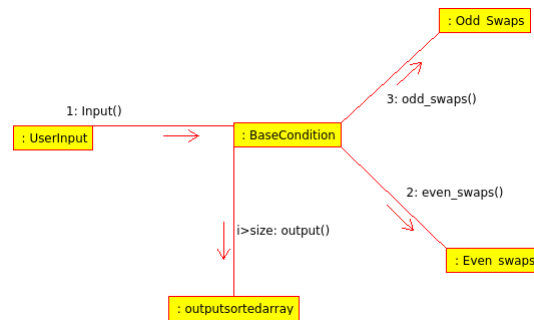 : Odd Swaps
3: odd_swaps()
1: Input()
: UserInput
: BaseCondition
2: even_swaps()
i>size: output()
: Even swaps
: outputsortedarray